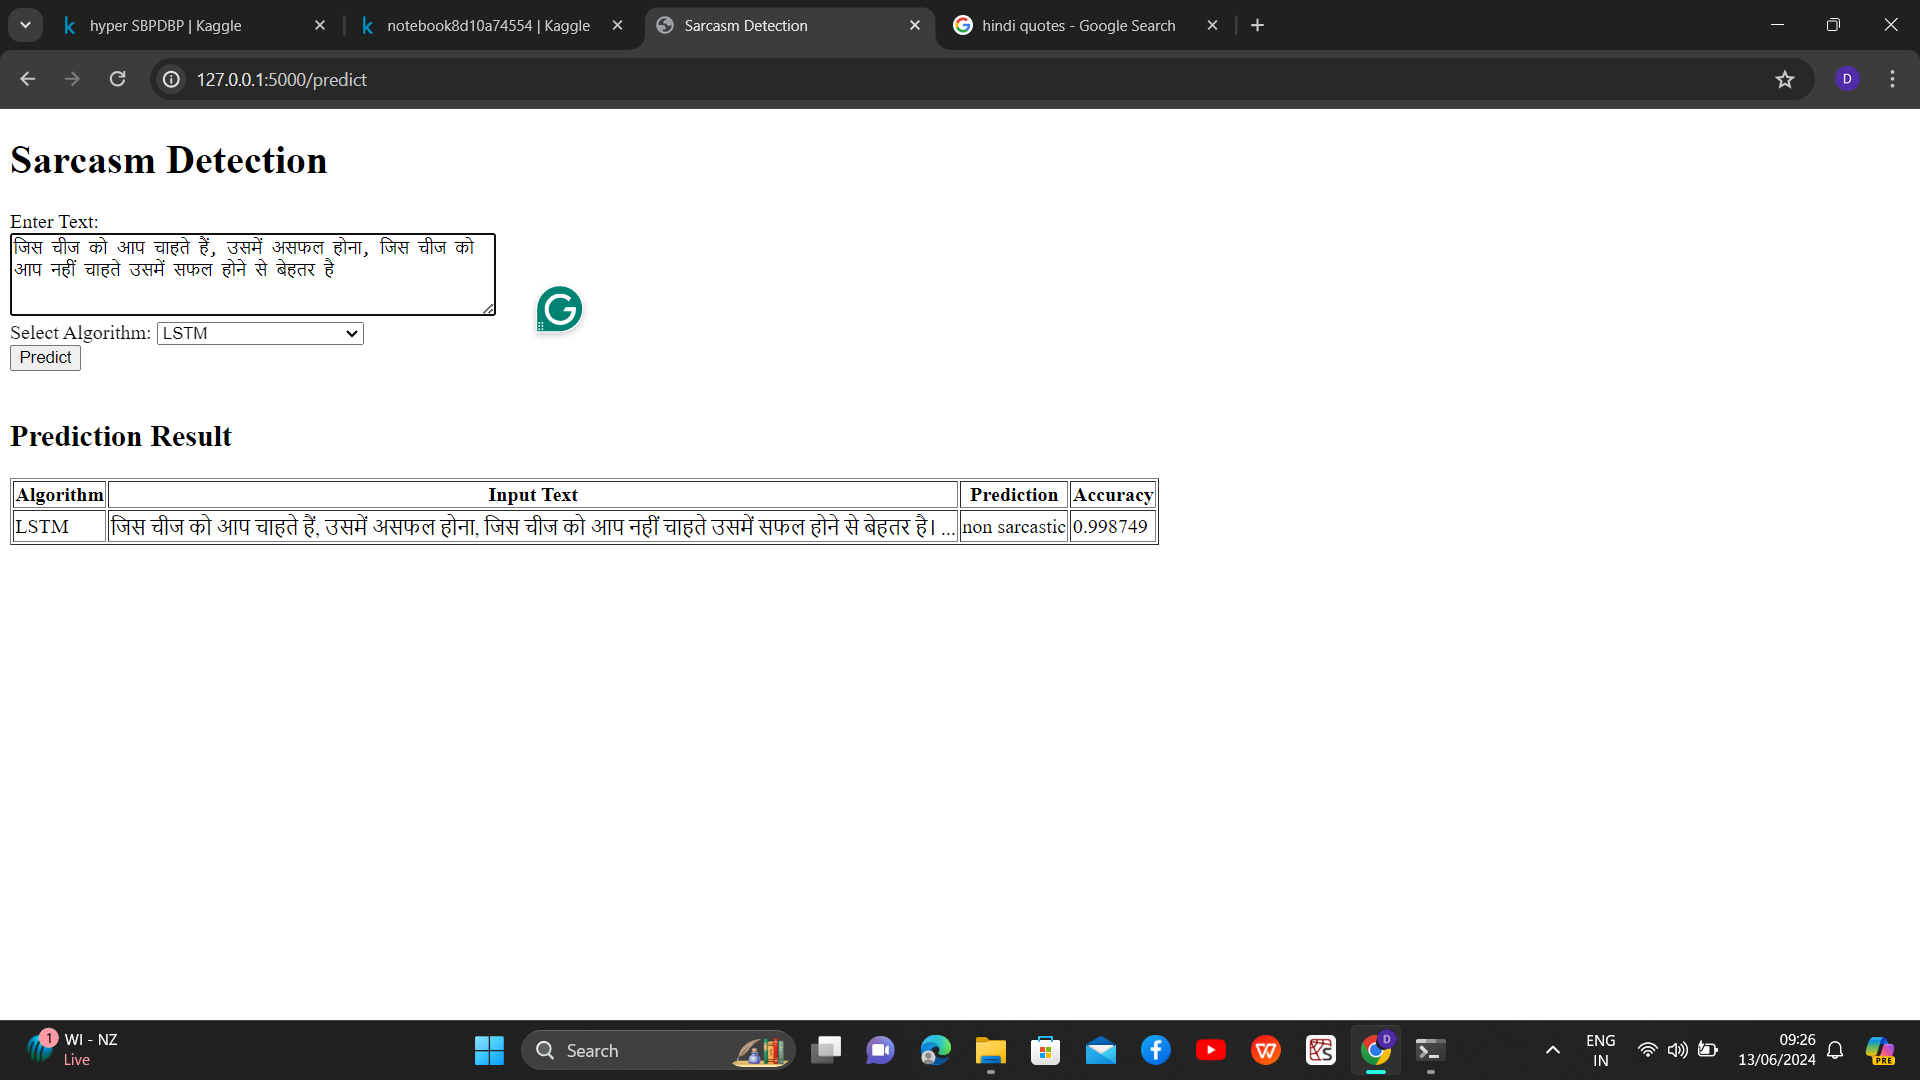 hyper SBPDBP | Kaggle
notebook8d10a74554 | Kaggle
Sarcasm Detection
hindi quotes - Google Search
127.0.0.1:5000/predict
D
Sarcasm Detection
Enter Text:
जिस चीज को आप चाहते हैं, उसमें असफल होना, जिस चीज को
आप नहीं चाहते उसमें सफल होने से बेहतर है
Select Algorithm: LSTM
Predict
Prediction Result
Algorithm Input Text Prediction Accuracy
LSTM जिस चीज को आप चाहते हैं, उसमें असफल होना, जिस चीज को आप नहीं चाहते उसमें सफल होने से बेहतर है। ... non sarcastic 0.998749
1 WI - NZ
Live
Search
D
ENG
IN
09:26
13/06/2024
PRE